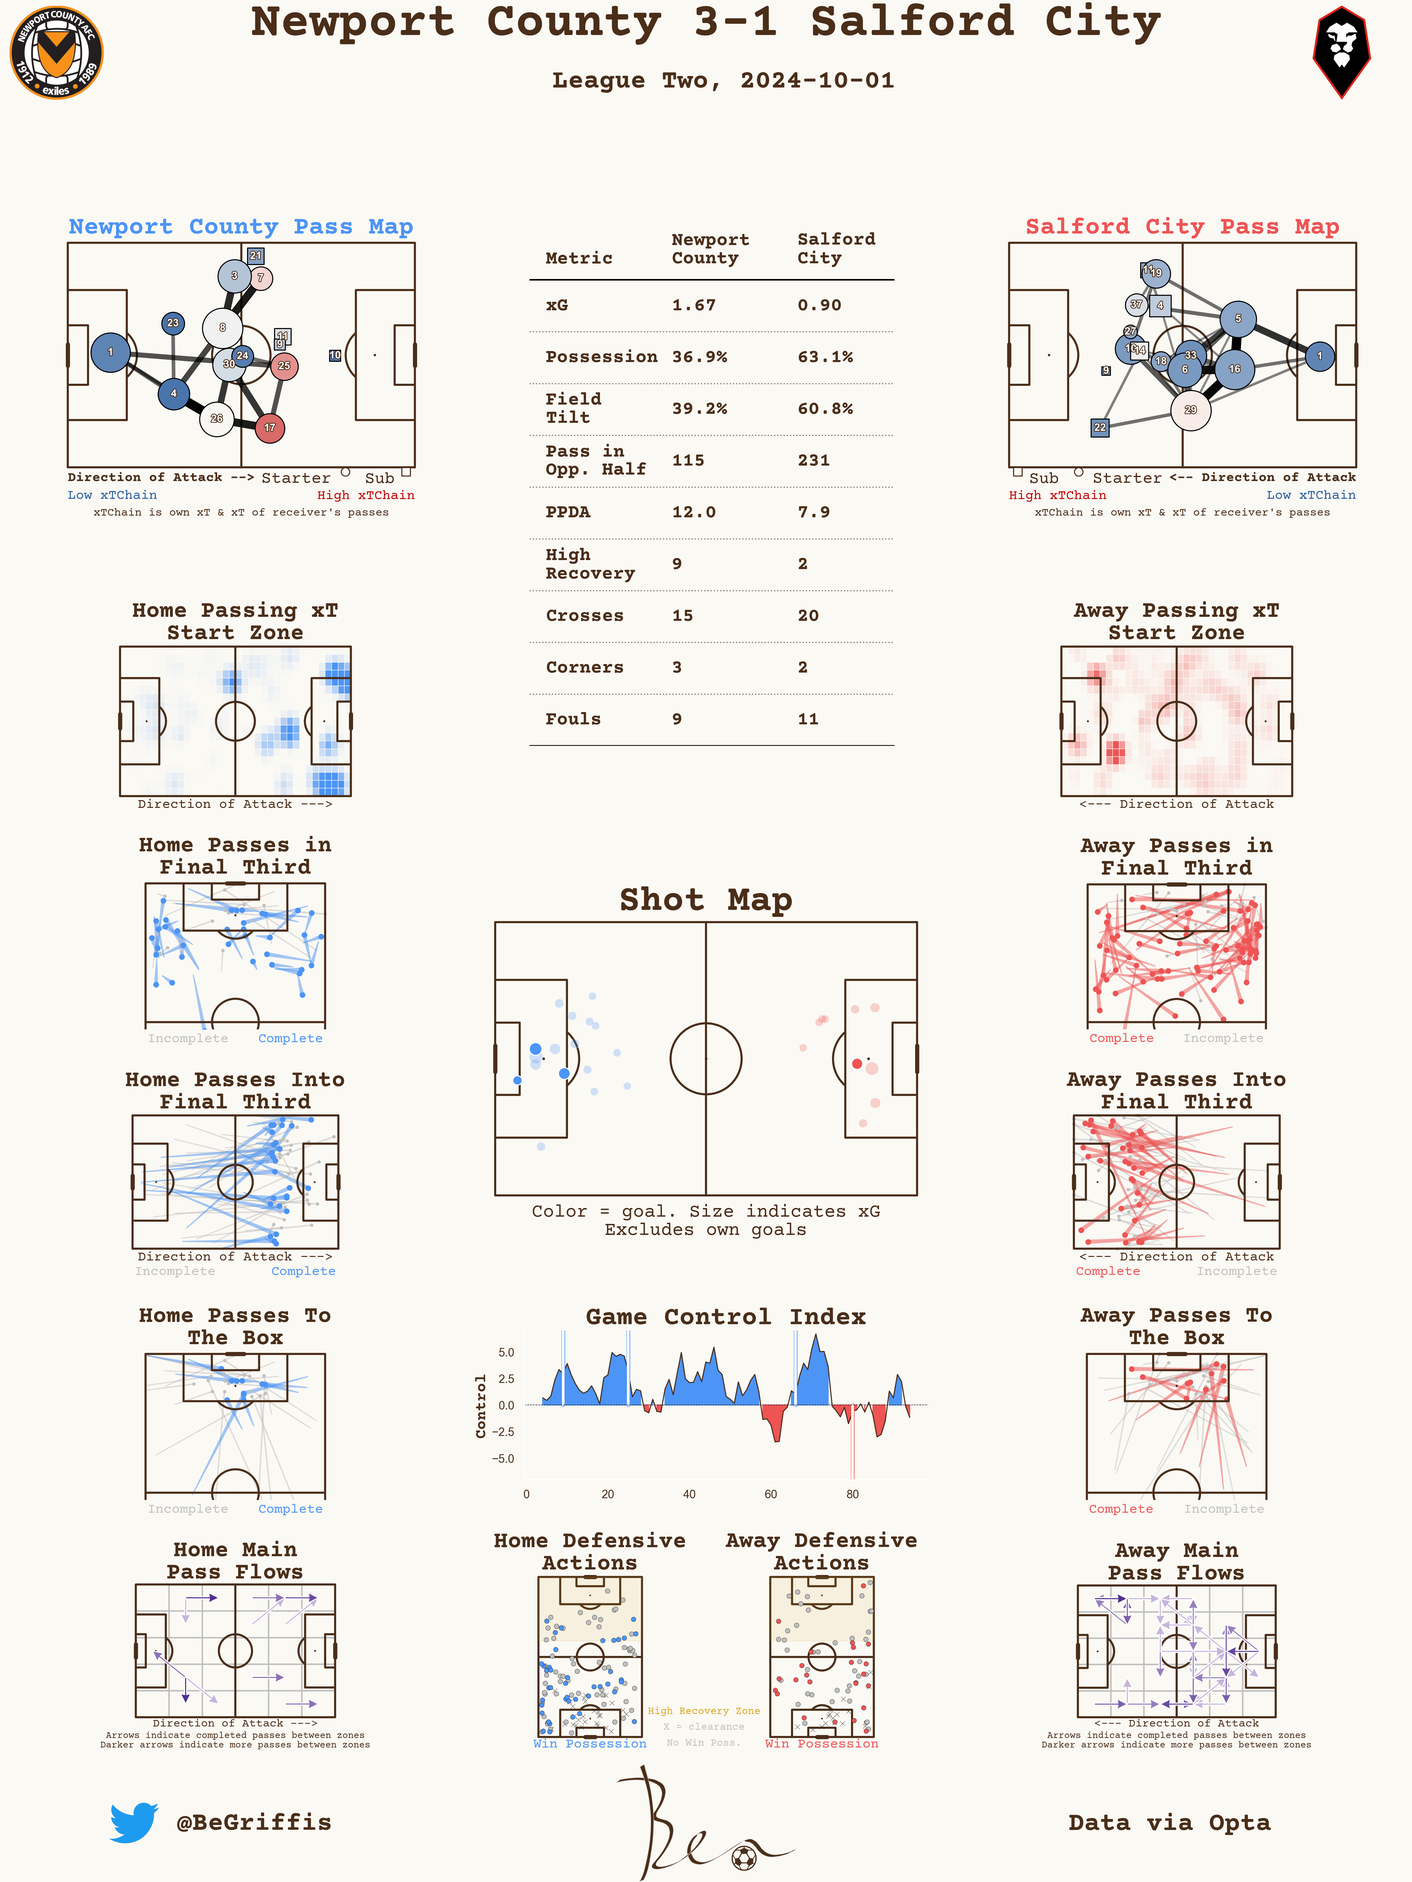 Newport County 3-1 Salford City
League Two, 2024-10-01
NEWPORT COUNTY AFC
1912 exiles 1989
Newport County Pass Map
21
3
7
23
8
11
9
10
1
24
30
25
4
26
17
Direction of Attack --> Starter Sub
Low xTChain High xTChain
xTChain is own xT & xT of receiver's passes
Metric Newport County Salford City
xG 1.67 0.90
Possession 36.9% 63.1%
Field Tilt 39.2% 60.8%
Pass in Opp. Half 115 231
PPDA 12.0 7.9
High Recovery 9 2
Crosses 15 20
Corners 3 2
Fouls 9 11
Salford City Pass Map
19
37
4
5
27
14
33
18
6
16
1
9
29
22
Sub Starter <-- Direction of Attack
High xTChain Low xTChain
xTChain is own xT & xT of receiver's passes
Home Passing xT
Start Zone
Direction of Attack --->
Away Passing xT
Start Zone
<--- Direction of Attack
Home Passes in
Final Third
Incomplete Complete
Away Passes in
Final Third
Complete Incomplete
Shot Map
Color = goal. Size indicates xG
Excludes own goals
Home Passes Into
Final Third
Direction of Attack --->
Incomplete Complete
Away Passes Into
Final Third
<--- Direction of Attack
Complete Incomplete
Home Passes To
The Box
Incomplete Complete
Game Control Index
Control
5.0
2.5
0.0
−2.5
−5.0
0 20 40 60 80
Away Passes To
The Box
Complete Incomplete
Home Main
Pass Flows
Direction of Attack --->
Arrows indicate completed passes between zones
Darker arrows indicate more passes between zones
Home Defensive
Actions
Win Possession
High Recovery Zone
X = clearance
No Win Poss.
Away Defensive
Actions
Win Possession
Away Main
Pass Flows
<--- Direction of Attack
Arrows indicate completed passes between zones
Darker arrows indicate more passes between zones
@BeGriffis
Ben
Data via Opta